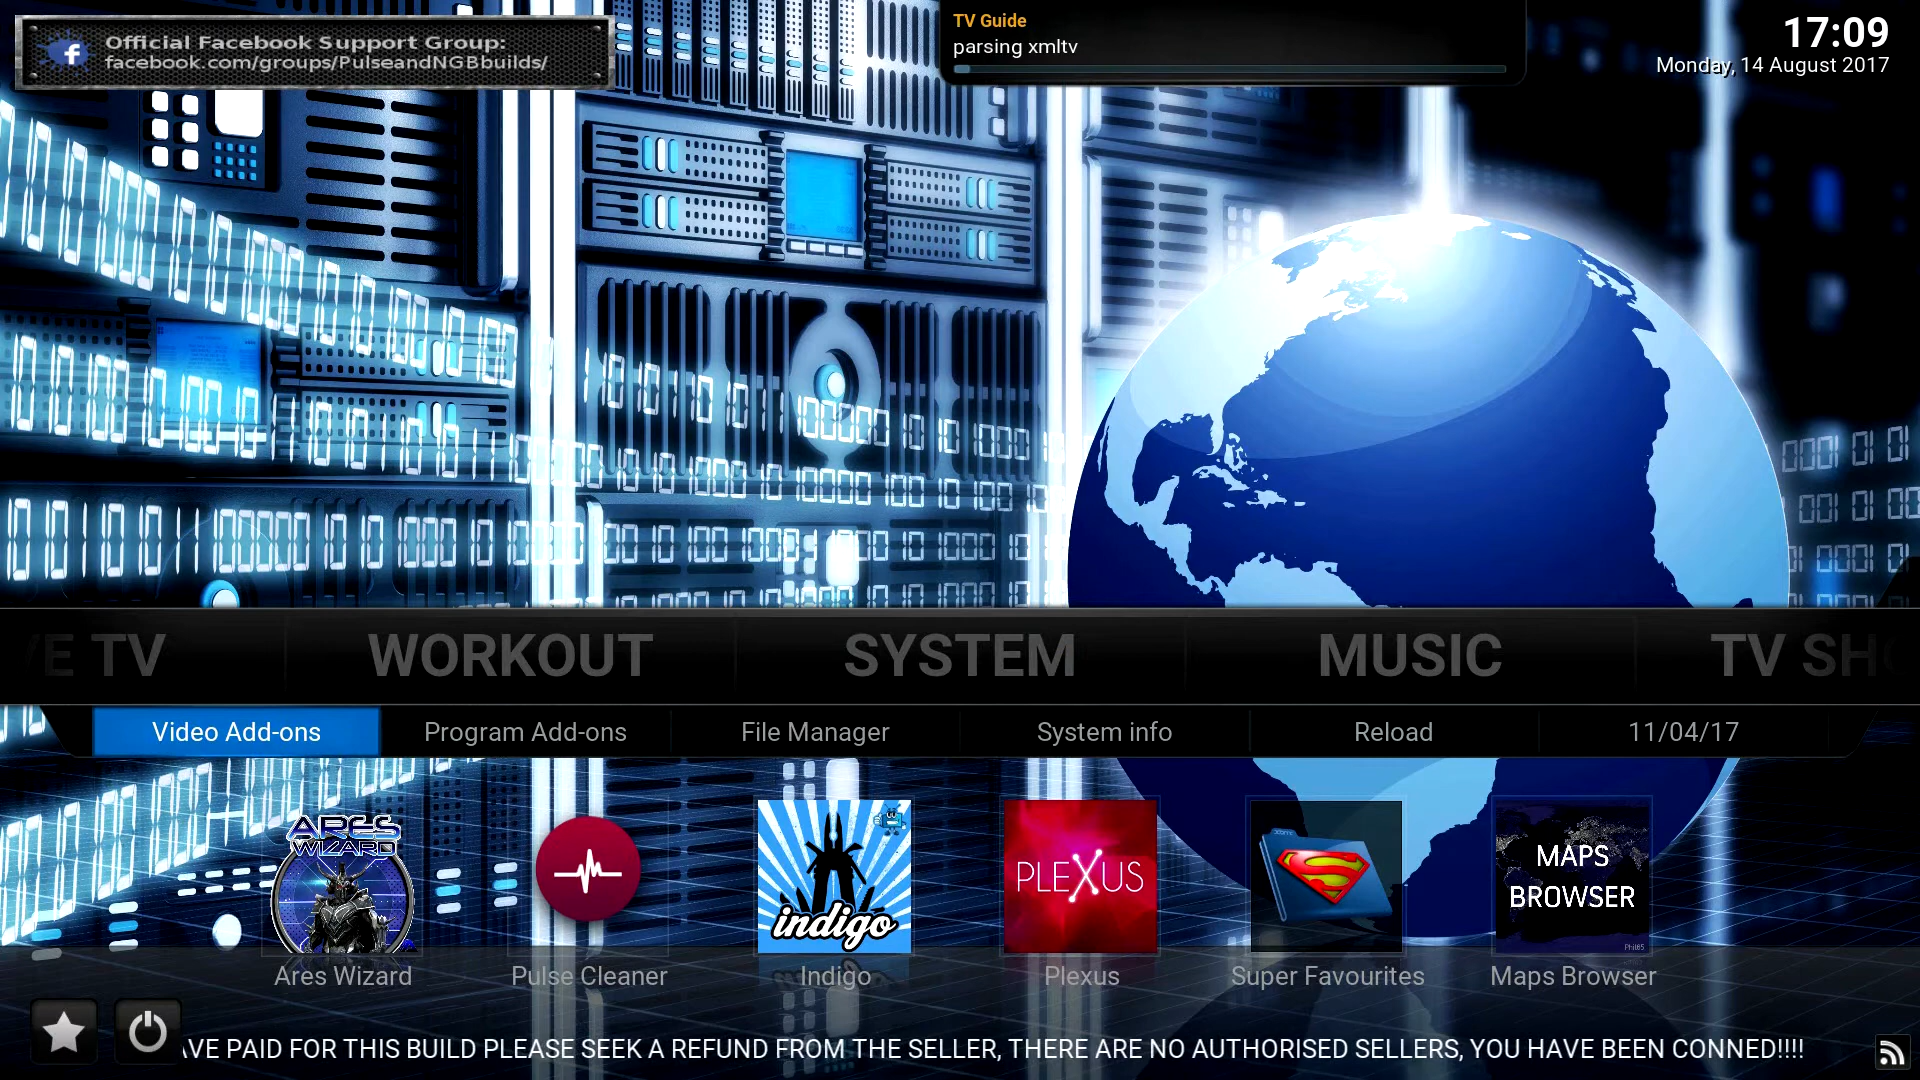 Official Facebook Support Group:
facebook.com/groups/PulseandNGBbuilds/
TV Guide
parsing xmltv
17:09
Monday, 14 August 2017
TV
WORKOUT
SYSTEM
MUSIC
TV
Video Add-ons
Program Add-ons
File Manager
System info
Reload
11/04/17
ARES
WIZARD
indigo
PLEXUS
MAPS
BROWSER
Phil65
Ares Wizard
Pulse Cleaner
Indigo
Plexus
Super Favourites
Maps Browser
PAID FOR THIS BUILD PLEASE SEEK A REFUND FROM THE SELLER, THERE ARE NO AUTHORISED SELLERS, YOU HAVE BEEN CONNED!!!!